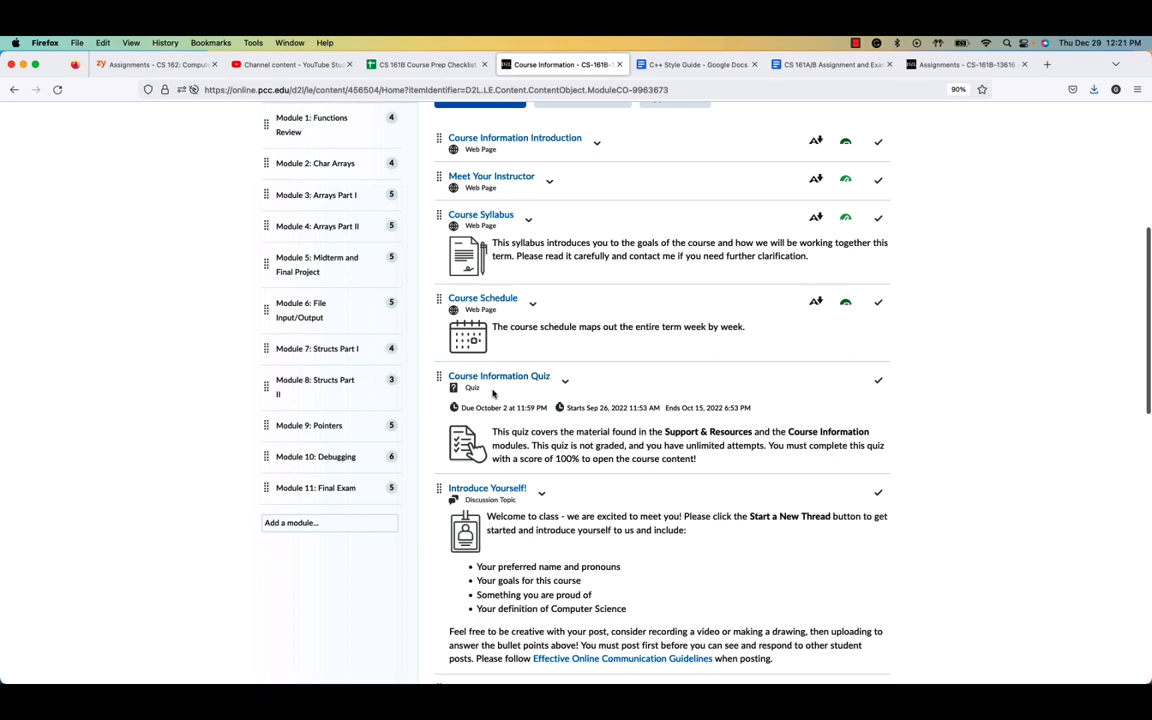 Firefox File Edit View History Bookmarks Tools Window Help Thu Dec 29 12:21 PM
Assignments - CS 162: Comput Channel content - YouTube Stu CS 161B Course Prep Checklist Course Information - CS-161B-1 C++ Style Guide - Google Docs CS 161A/B Assignment and Exa Assignments - CS-161B-13616 -
https://online.pcc.edu/d2l/le/content/456504/Home?itemIdentifier=D2L.LE.Content.ContentObject.ModuleCO-9963673 90%
Module 1: Functions
Review
4
Module 2: Char Arrays 4
Module 3: Arrays Part I 5
Module 4: Arrays Part II 5
Module 5: Midterm and
Final Project
5
Module 6: File
Input/Output
5
Module 7: Structs Part I 4
Module 8: Structs Part
II
3
Module 9: Pointers 5
Module 10: Debugging 6
Module 11: Final Exam 5
Add a module...
Course Information Introduction
Web Page
Meet Your Instructor
Web Page
Course Syllabus
Web Page
This syllabus introduces you to the goals of the course and how we will be working together this
term. Please read it carefully and contact me if you need further clarification.
Course Schedule
Web Page
The course schedule maps out the entire term week by week.
Course Information Quiz
Quiz
Due October 2 at 11:59 PM Starts Sep 26, 2022 11:53 AM Ends Oct 15, 2022 6:53 PM
This quiz covers the material found in the Support & Resources and the Course Information
modules. This quiz is not graded, and you have unlimited attempts. You must complete this quiz
with a score of 100% to open the course content!
Introduce Yourself!
Discussion Topic
Welcome to class - we are excited to meet you! Please click the Start a New Thread button to get
started and introduce yourself to us and include:
• Your preferred name and pronouns
• Your goals for this course
• Something you are proud of
• Your definition of Computer Science
Feel free to be creative with your post, consider recording a video or making a drawing, then uploading to
answer the bullet points above! You must post first before you can see and respond to other student
posts. Please follow Effective Online Communication Guidelines when posting.